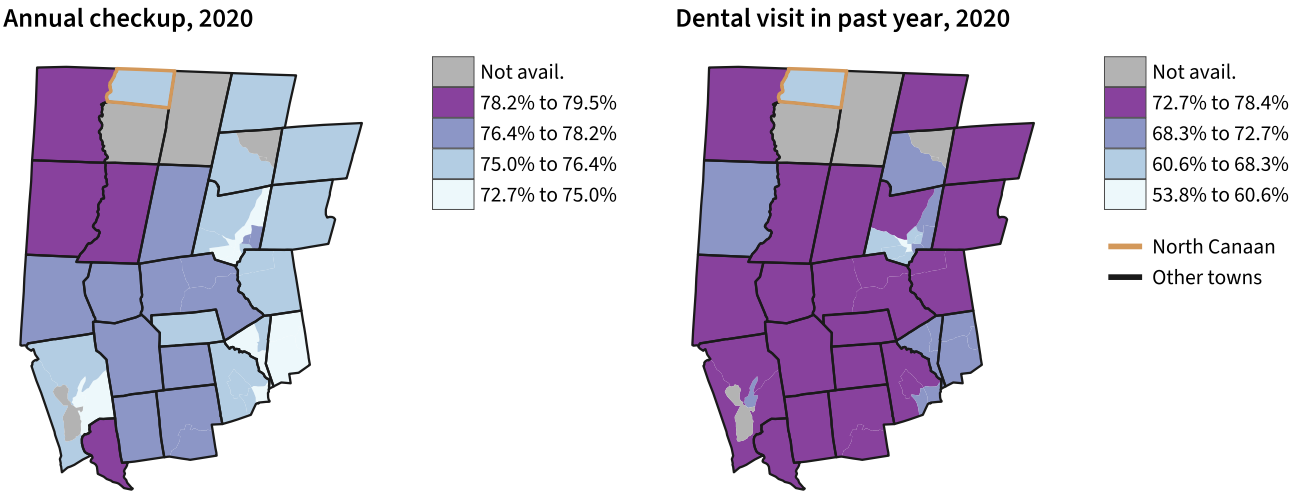 Annual checkup, 2020
Not avail.
78.2% to 79.5%
76.4% to 78.2%
75.0% to 76.4%
72.7% to 75.0%
Dental visit in past year, 2020
Not avail.
72.7% to 78.4%
68.3% to 72.7%
60.6% to 68.3%
53.8% to 60.6%
North Canaan
Other towns